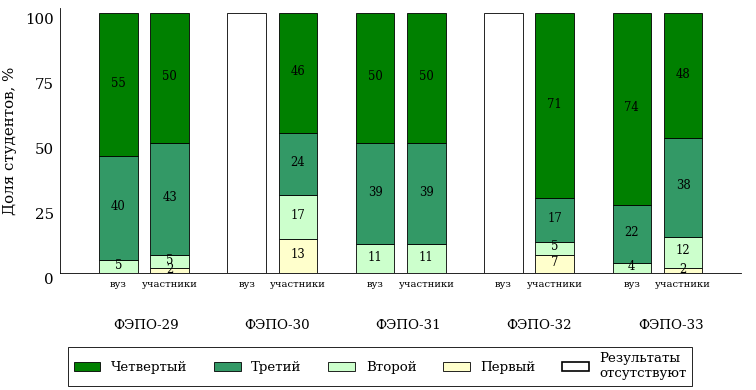 Доля студентов, %
100
75
50
25
0
55 50 46 50 50 71 74 48
40 43 24 39 39 17 22 38
5 5 17 11 11 5 4 12
2 13 7 2
вуз участники вуз участники вуз участники вуз участники вуз участники
ФЭПО-29 ФЭПО-30 ФЭПО-31 ФЭПО-32 ФЭПО-33
Четвертый Третий Второй Первый Результаты
отсутствуют